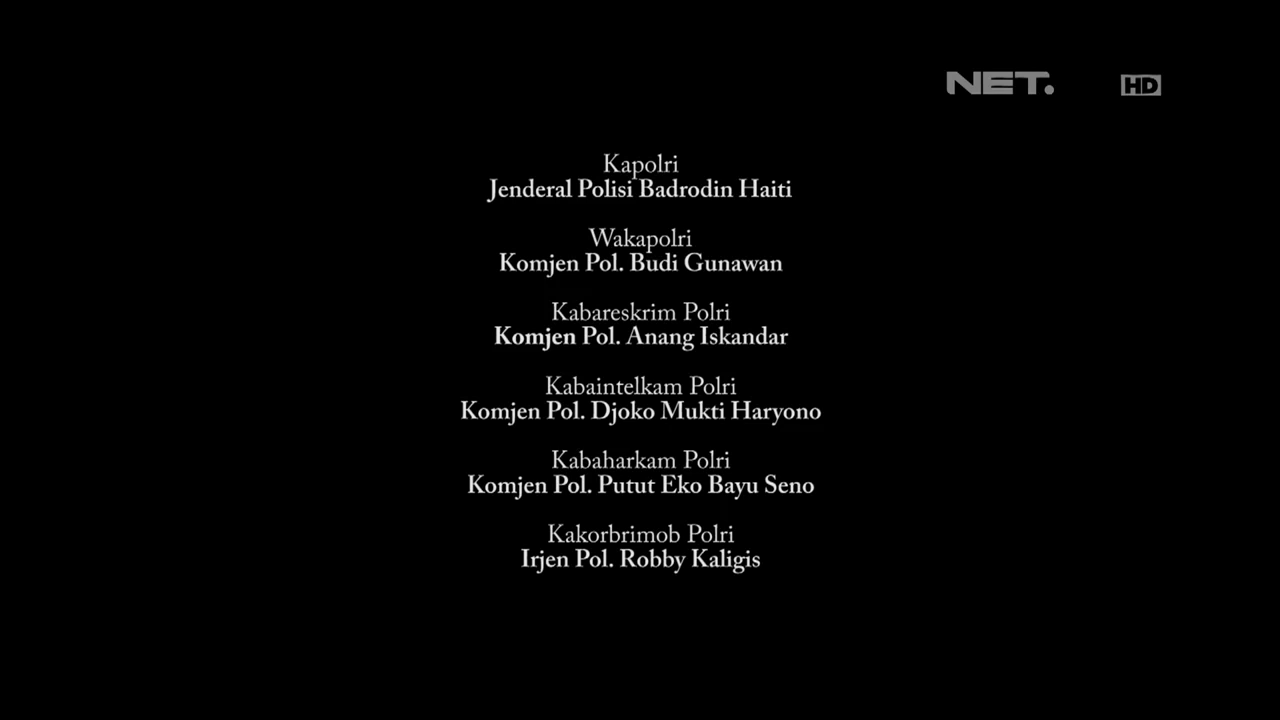 NET.
HD
Kapolri
Jenderal Polisi Badrodin Haiti
Wakapolri
Komjen Pol. Budi Gunawan
Kabareskrim Polri
Komjen Pol. Anang Iskandar
Kabaintelkam Polri
Komjen Pol. Djoko Mukti Haryono
Kabaharkam Polri
Komjen Pol. Putut Eko Bayu Seno
Kakorbrimob Polri
Irjen Pol. Robby Kaligis